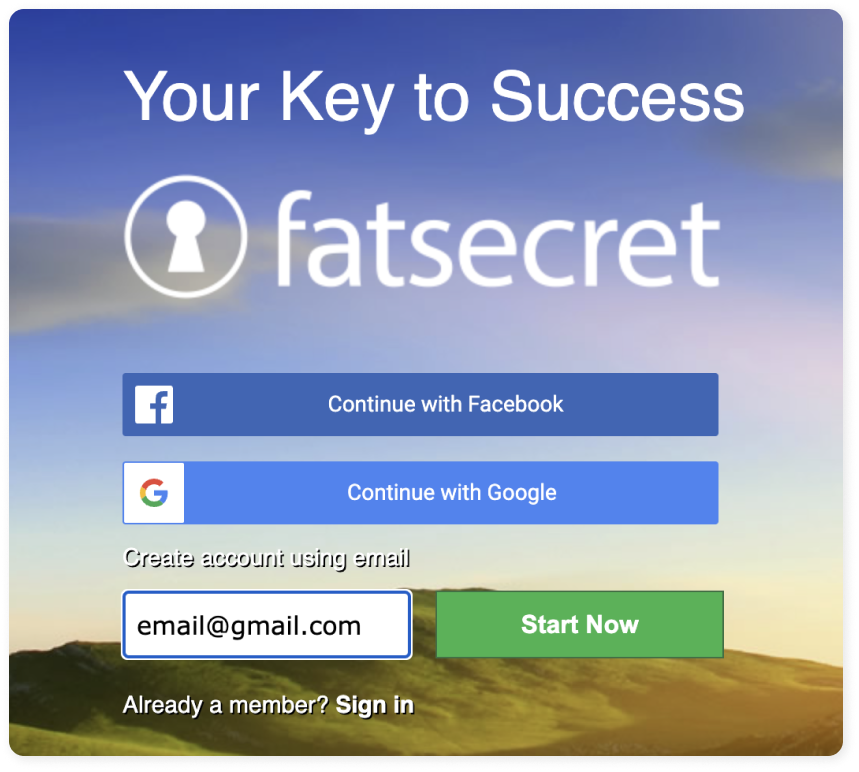 Your Key to Success
fatsecret
Continue with Facebook
Continue with Google
Create account using email
email@gmail.com
Start Now
Already a member? Sign in